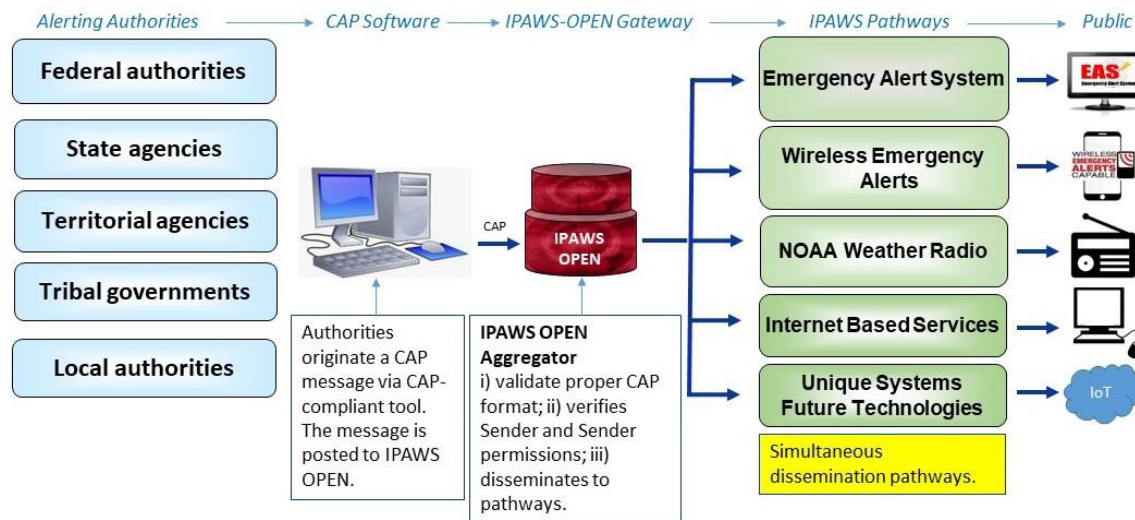 Alerting Authorities
CAP Software
IPAWS-OPEN Gateway
IPAWS Pathways
Public
Federal authorities
State agencies
Territorial agencies
Tribal governments
Local authorities
CAP
IPAWS
OPEN
Authorities
originate a CAP
message via CAP-
compliant tool.
The message is
posted to IPAWS
OPEN.
IPAWS OPEN
Aggregator
i) validate proper CAP
format; ii) verifies
Sender and Sender
permissions; iii)
disseminates to
pathways.
Emergency Alert System
Wireless Emergency
Alerts
NOAA Weather Radio
Internet Based Services
Unique Systems
Future Technologies
Simultaneous
dissemination pathways.
EAS
Emergency Alert System
WIRELESS
EMERGENCY
ALERTS
CAPABLE
IoT